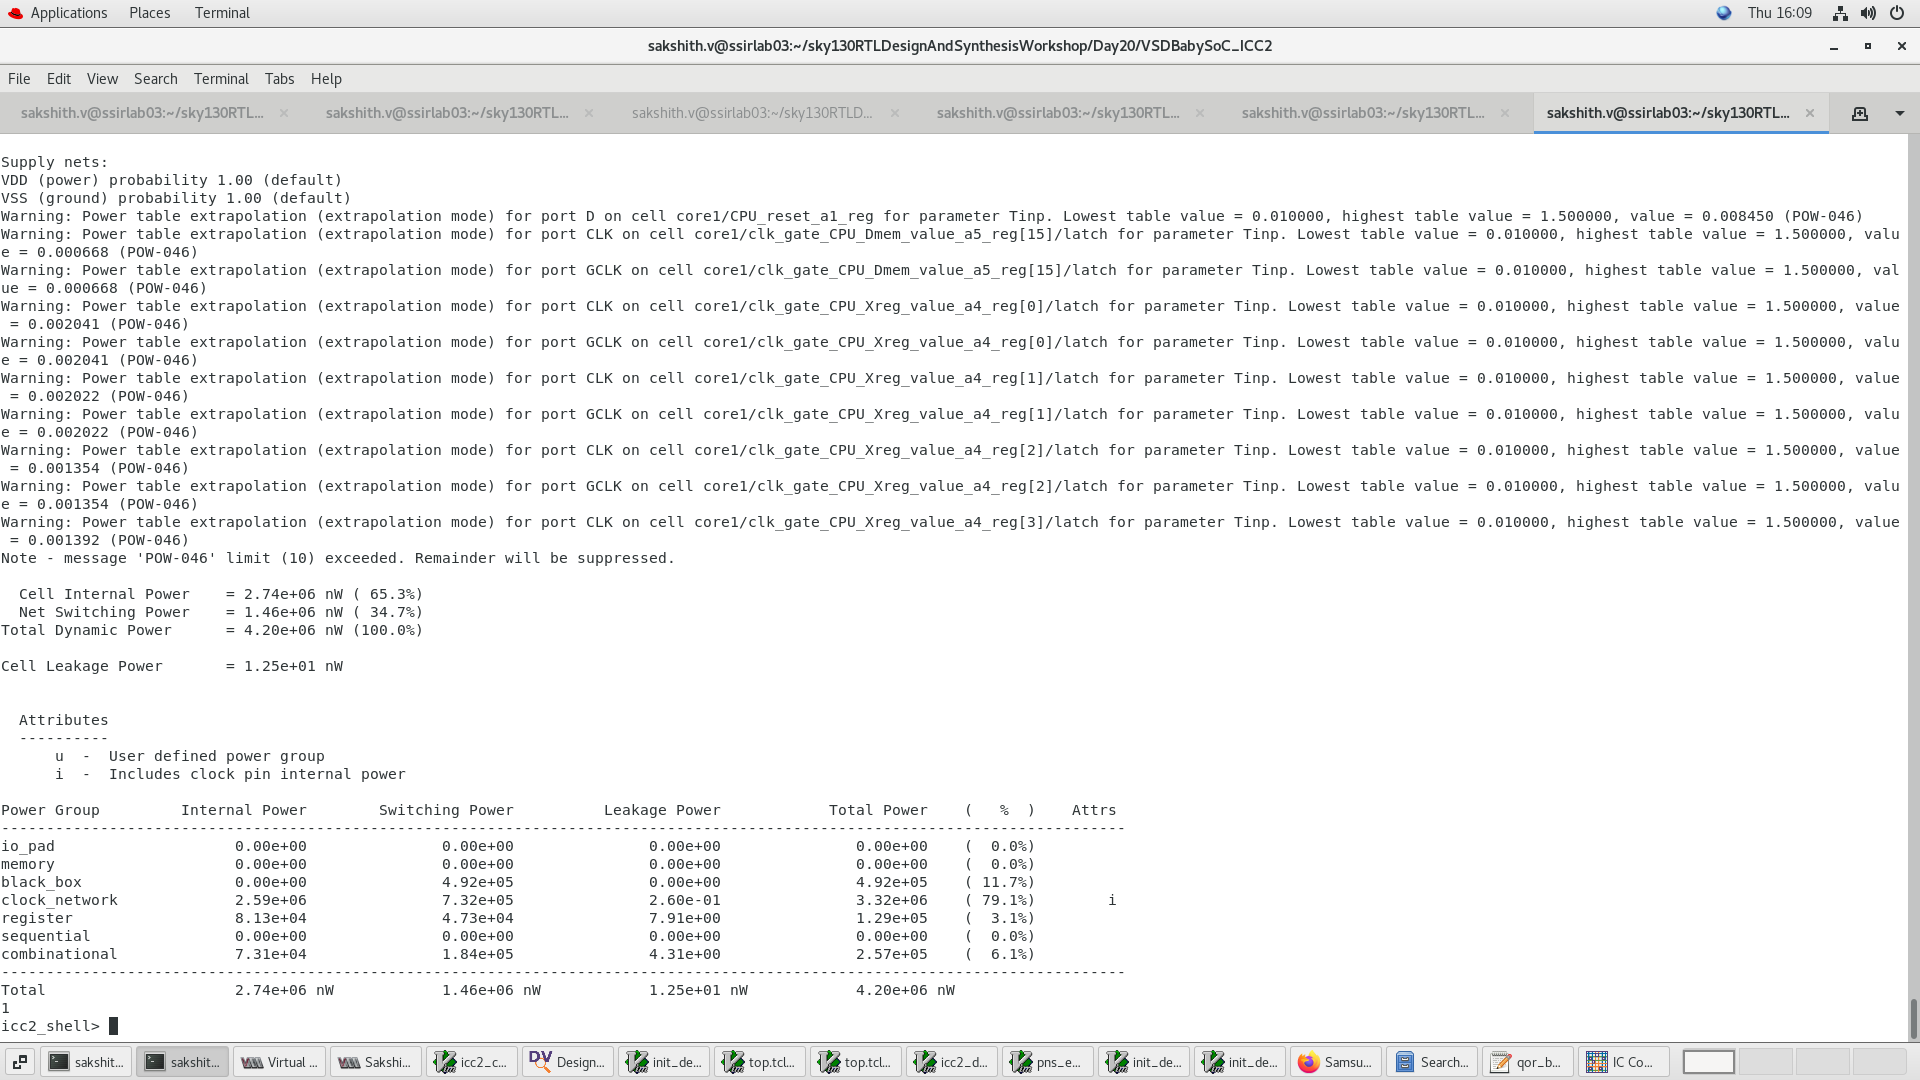 Applications Places Terminal Thu 16:09
sakshith.v@ssirlab03:~/sky130RTLDesignAndSynthesisWorkshop/Day20/VSDBabySoC_ICC2
File Edit View Search Terminal Tabs Help
sakshith.v@ssirlab03:~/sky130RTL... × sakshith.v@ssirlab03:~/sky130RTL... × sakshith.v@ssirlab03:~/sky130RTLD... × sakshith.v@ssirlab03:~/sky130RTL... × sakshith.v@ssirlab03:~/sky130RTL... × sakshith.v@ssirlab03:~/sky130RTL... ×
Supply nets:
VDD (power) probability 1.00 (default)
VSS (ground) probability 1.00 (default)
Warning: Power table extrapolation (extrapolation mode) for port D on cell core1/CPU_reset_a1_reg for parameter Tinp. Lowest table value = 0.010000, highest table value = 1.500000, value = 0.008450 (POW-046)
Warning: Power table extrapolation (extrapolation mode) for port CLK on cell core1/clk_gate_CPU_Dmem_value_a5_reg[15]/latch for parameter Tinp. Lowest table value = 0.010000, highest table value = 1.500000, valu
e = 0.000668 (POW-046)
Warning: Power table extrapolation (extrapolation mode) for port GCLK on cell core1/clk_gate_CPU_Dmem_value_a5_reg[15]/latch for parameter Tinp. Lowest table value = 0.010000, highest table value = 1.500000, val
ue = 0.000668 (POW-046)
Warning: Power table extrapolation (extrapolation mode) for port CLK on cell core1/clk_gate_CPU_Xreg_value_a4_reg[0]/latch for parameter Tinp. Lowest table value = 0.010000, highest table value = 1.500000, value
= 0.002041 (POW-046)
Warning: Power table extrapolation (extrapolation mode) for port GCLK on cell core1/clk_gate_CPU_Xreg_value_a4_reg[0]/latch for parameter Tinp. Lowest table value = 0.010000, highest table value = 1.500000, valu
e = 0.002041 (POW-046)
Warning: Power table extrapolation (extrapolation mode) for port CLK on cell core1/clk_gate_CPU_Xreg_value_a4_reg[1]/latch for parameter Tinp. Lowest table value = 0.010000, highest table value = 1.500000, value
= 0.002022 (POW-046)
Warning: Power table extrapolation (extrapolation mode) for port GCLK on cell core1/clk_gate_CPU_Xreg_value_a4_reg[1]/latch for parameter Tinp. Lowest table value = 0.010000, highest table value = 1.500000, valu
e = 0.002022 (POW-046)
Warning: Power table extrapolation (extrapolation mode) for port CLK on cell core1/clk_gate_CPU_Xreg_value_a4_reg[2]/latch for parameter Tinp. Lowest table value = 0.010000, highest table value = 1.500000, value
= 0.001354 (POW-046)
Warning: Power table extrapolation (extrapolation mode) for port GCLK on cell core1/clk_gate_CPU_Xreg_value_a4_reg[2]/latch for parameter Tinp. Lowest table value = 0.010000, highest table value = 1.500000, valu
e = 0.001354 (POW-046)
Warning: Power table extrapolation (extrapolation mode) for port CLK on cell core1/clk_gate_CPU_Xreg_value_a4_reg[3]/latch for parameter Tinp. Lowest table value = 0.010000, highest table value = 1.500000, value
= 0.001392 (POW-046)
Note - message 'POW-046' limit (10) exceeded. Remainder will be suppressed.
Cell Internal Power = 2.74e+06 nW ( 65.3%)
Net Switching Power = 1.46e+06 nW ( 34.7%)
Total Dynamic Power = 4.20e+06 nW (100.0%)
Cell Leakage Power = 1.25e+01 nW
Attributes
----------
u - User defined power group
i - Includes clock pin internal power
Power Group Internal Power Switching Power Leakage Power Total Power ( % ) Attrs
-----------------------------------------------------------------------------------------------------------------------------
io_pad 0.00e+00 0.00e+00 0.00e+00 0.00e+00 ( 0.0%)
memory 0.00e+00 0.00e+00 0.00e+00 0.00e+00 ( 0.0%)
black_box 0.00e+00 4.92e+05 0.00e+00 4.92e+05 ( 11.7%)
clock_network 2.59e+06 7.32e+05 2.60e-01 3.32e+06 ( 79.1%) i
register 8.13e+04 4.73e+04 7.91e+00 1.29e+05 ( 3.1%)
sequential 0.00e+00 0.00e+00 0.00e+00 0.00e+00 ( 0.0%)
combinational 7.31e+04 1.84e+05 4.31e+00 2.57e+05 ( 6.1%)
-----------------------------------------------------------------------------------------------------------------------------
Total 2.74e+06 nW 1.46e+06 nW 1.25e+01 nW 4.20e+06 nW
1
icc2_shell>
sakshit... sakshit... Virtual ... Sakshi... icc2_c... Design... init_de... top.tcl... top.tcl... icc2_d... pns_e... init_de... init_de... Samsu... Search... qor_b... IC Co...